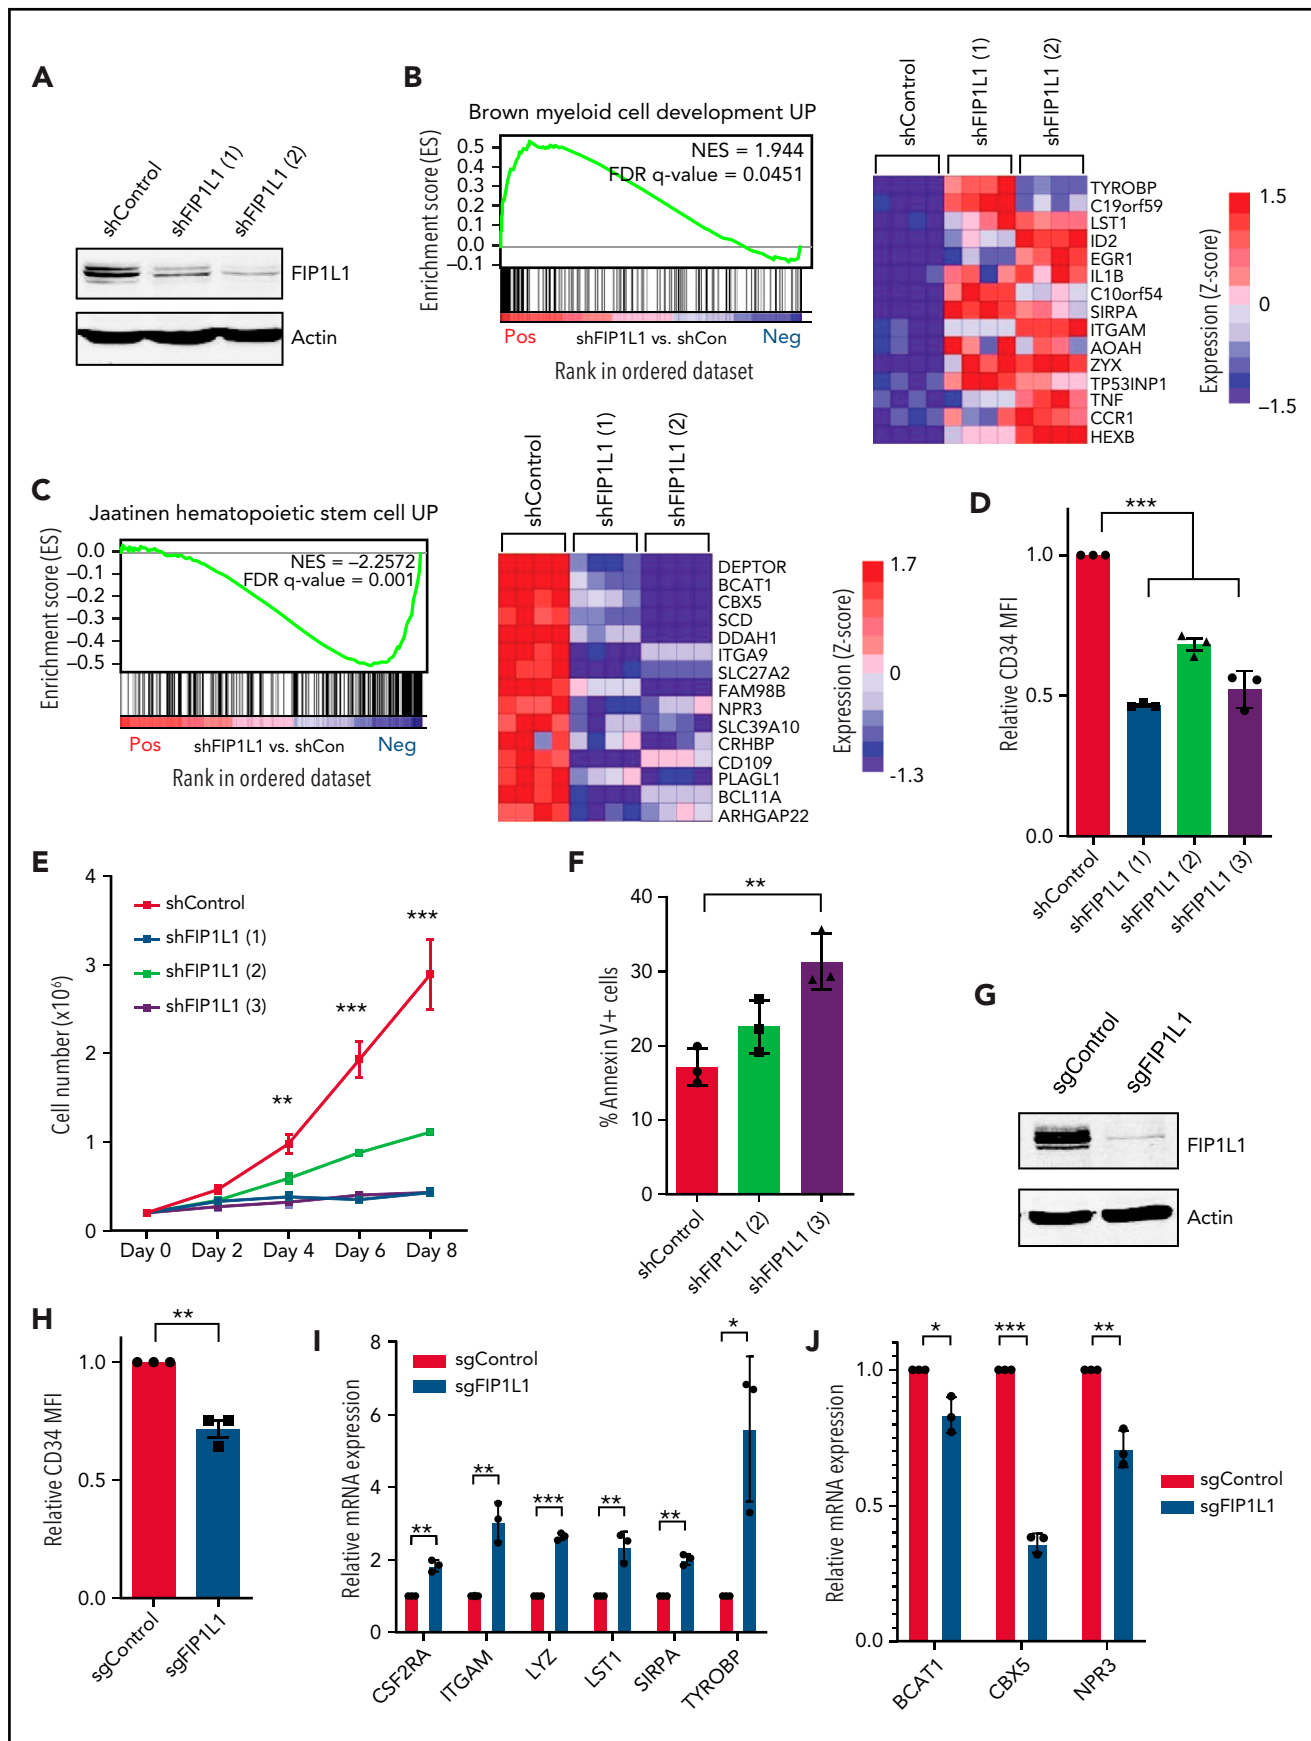 A
shControl
shFIP1L1 (1)
shFIP1L1 (2)
FIP1L1
Actin
B
Brown myeloid cell development UP
Enrichment score (ES)
0.5
0.4
0.3
0.2
0.1
0.0
−0.1
NES = 1.944
FDR q-value = 0.0451
Pos
shFIP1L1 vs. shCon
Neg
Rank in ordered dataset
shControl
shFIP1L1 (1)
shFIP1L1 (2)
TYROBP
C19orf59
LST1
ID2
EGR1
IL1B
C10orf54
SIRPA
ITGAM
AOAH
ZYX
TP53INP1
TNF
CCR1
HEXB
Expression (Z-score)
1.5
0
−1.5
C
Jaatinen hematopoietic stem cell UP
Enrichment score (ES)
0.0
−0.1
−0.2
−0.3
−0.4
−0.5
NES = −2.2572
FDR q-value = 0.001
Pos
shFIP1L1 vs. shCon
Neg
Rank in ordered dataset
shControl
shFIP1L1 (1)
shFIP1L1 (2)
DEPTOR
BCAT1
CBX5
SCD
DDAH1
ITGA9
SLC27A2
FAM98B
NPR3
SLC39A10
CRHBP
CD109
PLAGL1
BCL11A
ARHGAP22
Expression (Z-score)
1.7
0
-1.3
D
Relative CD34 MFI
1.0
0.5
0.0
***
shControl
shFIP1L1 (1)
shFIP1L1 (2)
shFIP1L1 (3)
E
Cell number (x10⁶)
4
3
2
1
0
shControl
shFIP1L1 (1)
shFIP1L1 (2)
shFIP1L1 (3)
**
***
***
Day 0
Day 2
Day 4
Day 6
Day 8
F
% Annexin V+ cells
40
30
20
10
0
**
shControl
shFIP1L1 (2)
shFIP1L1 (3)
G
sgControl
sgFIP1L1
FIP1L1
Actin
H
Relative CD34 MFI
1.0
0.5
0.0
**
sgControl
sgFIP1L1
I
Relative mRNA expression
8
6
4
2
0
sgControl
sgFIP1L1
**
**
***
**
**
*
CSF2RA
ITGAM
LYZ
LST1
SIRPA
TYROBP
J
Relative mRNA expression
1.0
0.5
0.0
*
***
**
BCAT1
CBX5
NPR3
sgControl
sgFIP1L1